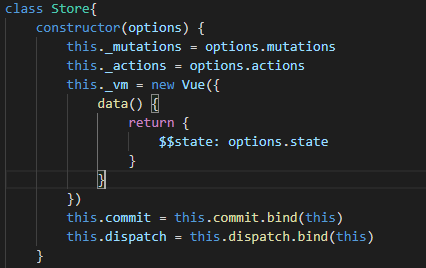 class Store{
    constructor(options) {
        this._mutations = options.mutations
        this._actions = options.actions
        this._vm = new Vue({
            data() {
                return {
                    $$state: options.state
                }
            }
        })
        this.commit = this.commit.bind(this)
        this.dispatch = this.dispatch.bind(this)
    }